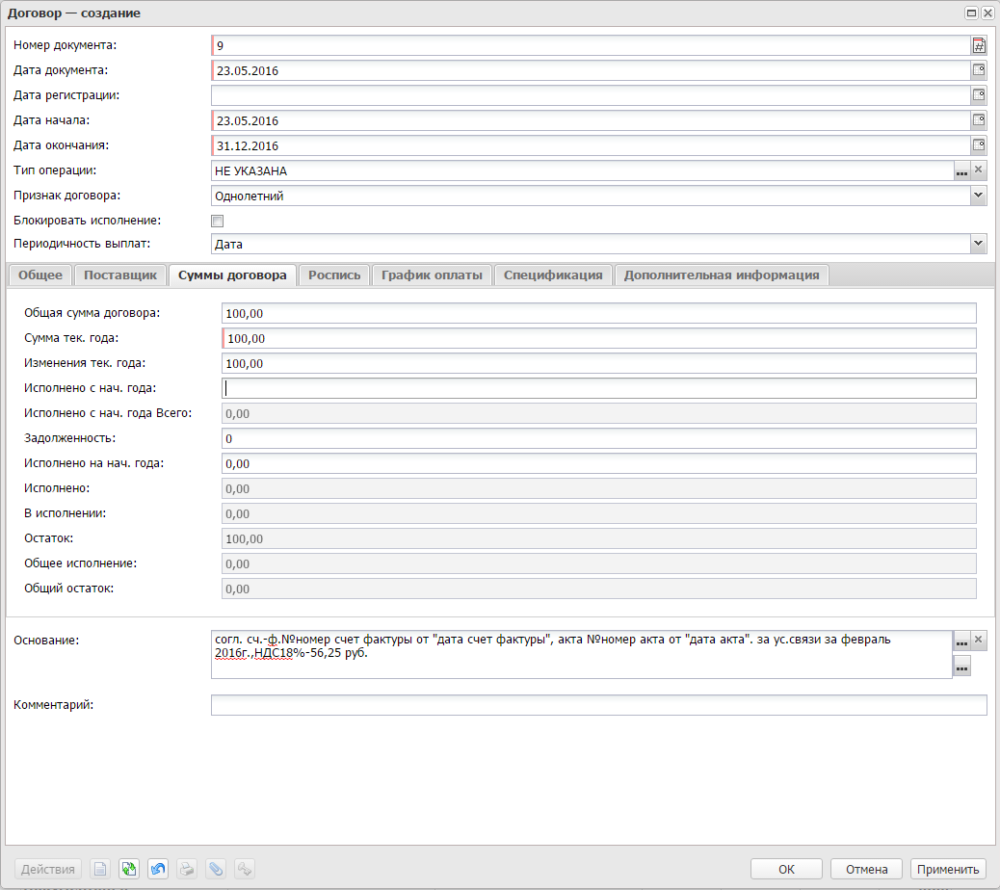 Договор — создание
Номер документа: 9
Дата документа: 23.05.2016
Дата регистрации:
Дата начала: 23.05.2016
Дата окончания: 31.12.2016
Тип операции: НЕ УКАЗАНА ...
Признак договора: Однолетний
Блокировать исполнение:
Периодичность выплат: Дата
Общее Поставщик Суммы договора Роспись График оплаты Спецификация Дополнительная информация
Общая сумма договора: 100,00
Сумма тек. года: 100,00
Изменения тек. года: 100,00
Исполнено с нач. года:
Исполнено с нач. года Всего: 0,00
Задолженность: 0
Исполнено на нач. года: 0,00
Исполнено: 0,00
В исполнении: 0,00
Остаток: 100,00
Общее исполнение: 0,00
Общий остаток: 0,00
Основание: согл. сч.-ф.№номер счет фактуры от "дата счет фактуры", акта №номер акта от "дата акта". за ус.связи за февраль ...
2016г.,НДС18%-56,25 руб.
...
Комментарий:
Действия ОК Отмена Применить